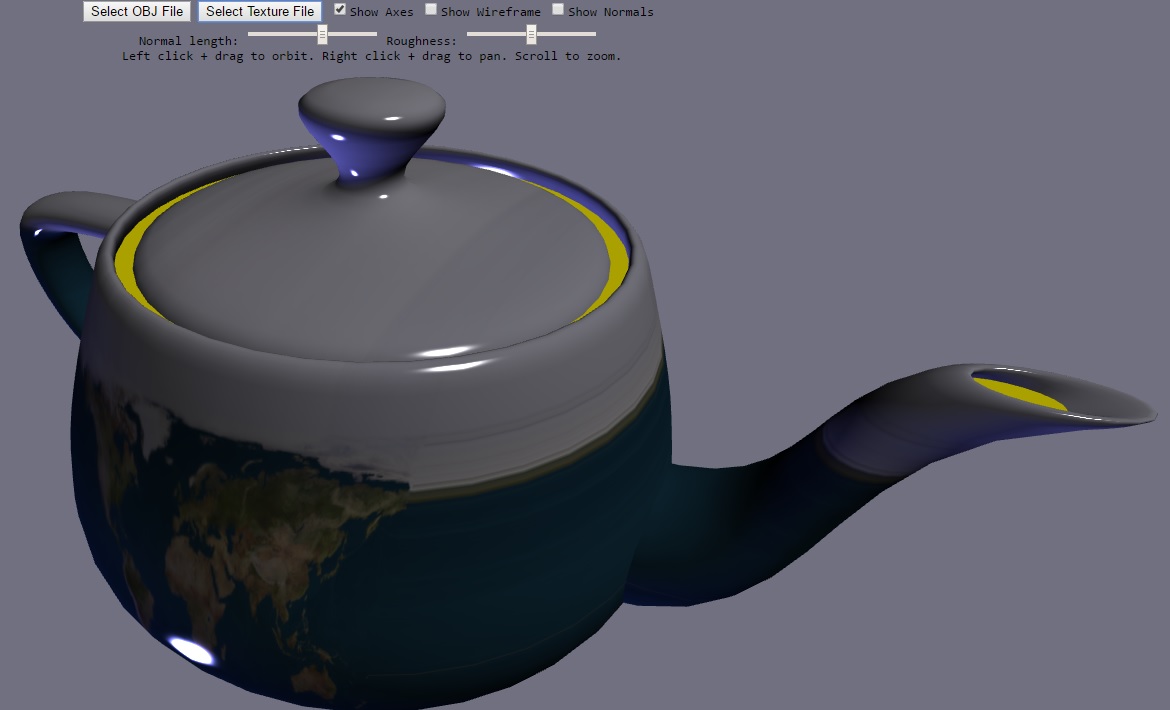 Select OBJ File Select Texture File Show Axes Show Wireframe Show Normals
Normal length: Roughness:
Left click + drag to orbit. Right click + drag to pan. Scroll to zoom.